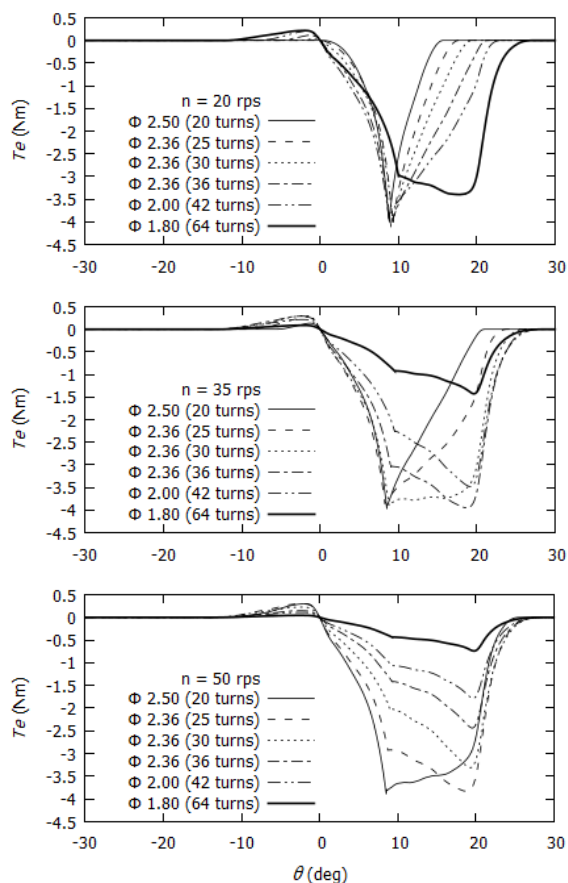 0.5
0
-0.5
-1
-1.5
-2
-2.5
-3
-3.5
-4
-4.5
Te (Nm)
n = 20 rps
Φ 2.50 (20 turns)
Φ 2.36 (25 turns)
Φ 2.36 (30 turns)
Φ 2.36 (36 turns)
Φ 2.00 (42 turns)
Φ 1.80 (64 turns)
-30 -20 -10 0 10 20 30
0.5
0
-0.5
-1
-1.5
-2
-2.5
-3
-3.5
-4
-4.5
Te (Nm)
n = 35 rps
Φ 2.50 (20 turns)
Φ 2.36 (25 turns)
Φ 2.36 (30 turns)
Φ 2.36 (36 turns)
Φ 2.00 (42 turns)
Φ 1.80 (64 turns)
-30 -20 -10 0 10 20 30
0.5
0
-0.5
-1
-1.5
-2
-2.5
-3
-3.5
-4
-4.5
Te (Nm)
n = 50 rps
Φ 2.50 (20 turns)
Φ 2.36 (25 turns)
Φ 2.36 (30 turns)
Φ 2.36 (36 turns)
Φ 2.00 (42 turns)
Φ 1.80 (64 turns)
-30 -20 -10 0 10 20 30
θ (deg)